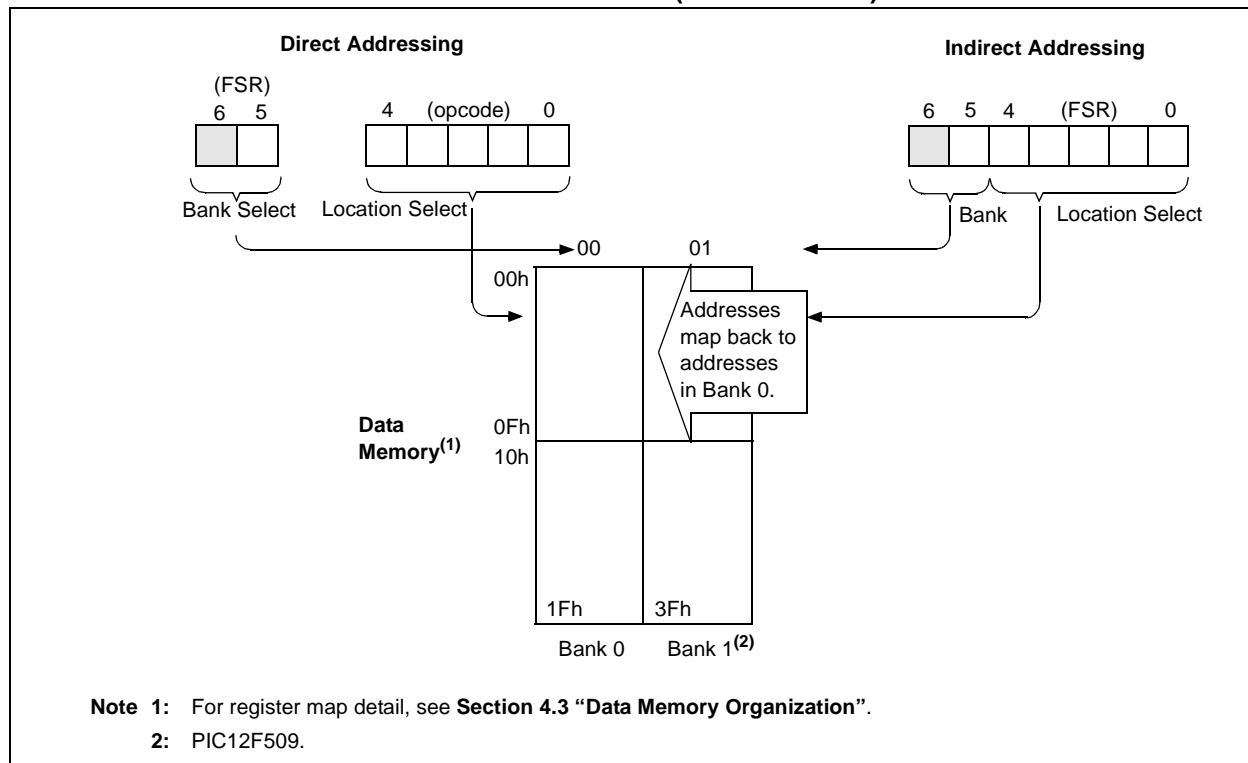 Direct Addressing
Indirect Addressing
(FSR)
6 5
4 (opcode) 0
6 5 4 (FSR) 0
Bank Select
Location Select
Bank
Location Select
00
01
00h
Addresses
map back to
addresses
in Bank 0.
Data
Memory(1)
0Fh
10h
1Fh
3Fh
Bank 0
Bank 1(2)
Note 1: For register map detail, see Section 4.3 “Data Memory Organization”.
2: PIC12F509.